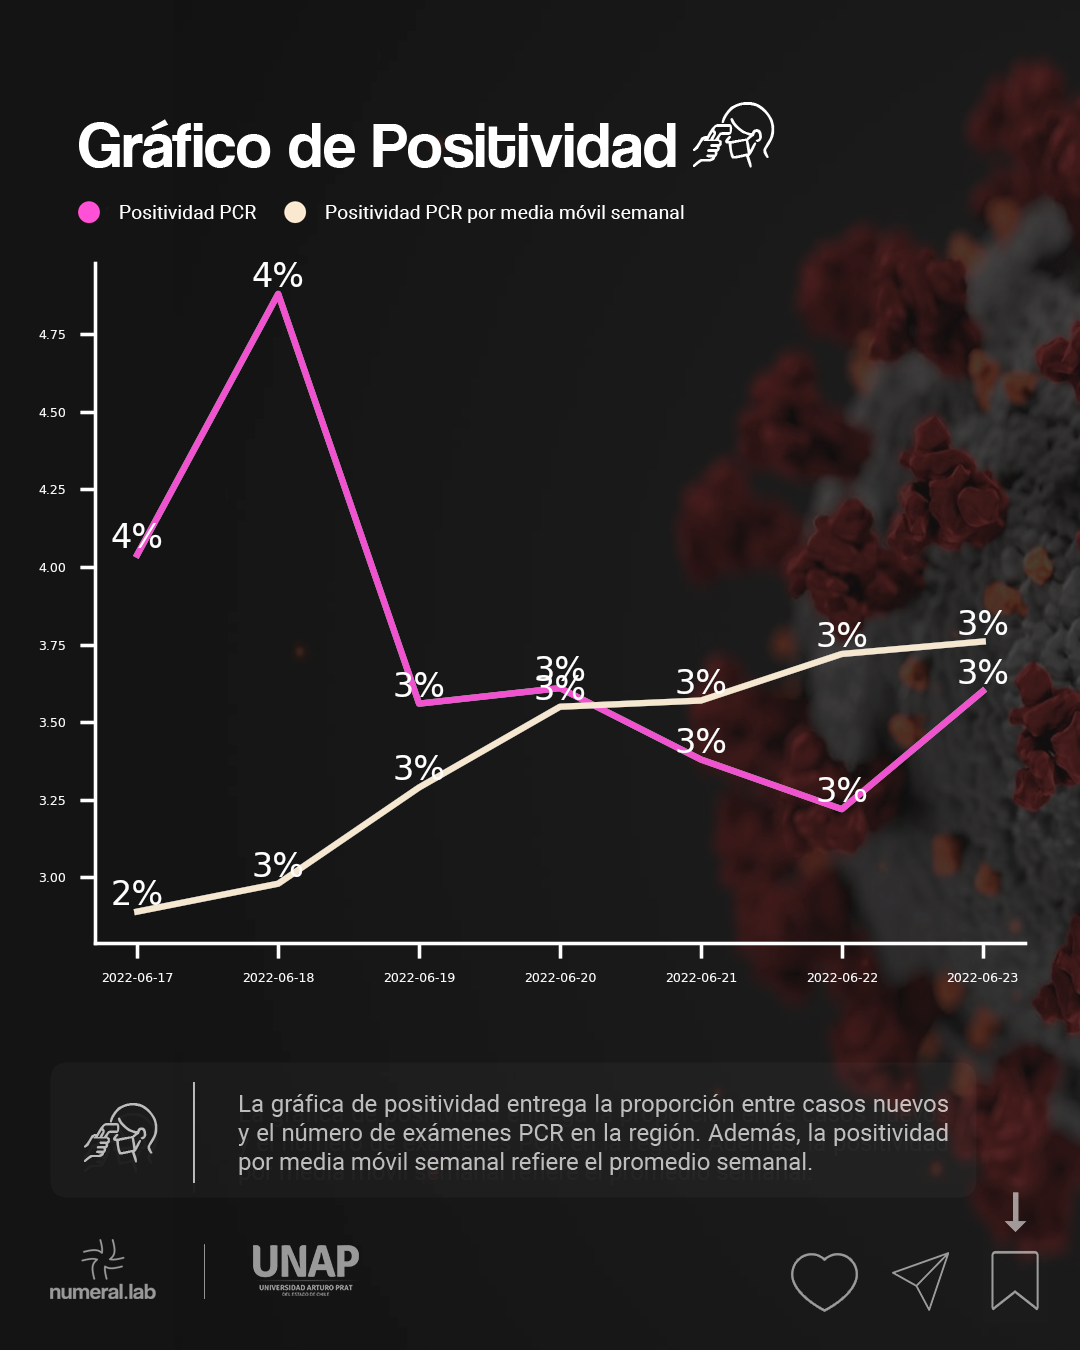 Gráfico de Positividad
Positividad PCR
Positividad PCR por media móvil semanal
4%
4.75
4.50
4.25
4%
4.00
3.75
3%
3%
3%
3%
3%
3%
3%
3.50
3%
3%
3%
3.25
3%
3.00
2%
2022-06-17
2022-06-18
2022-06-19
2022-06-20
2022-06-21
2022-06-22
2022-06-23
La gráfica de positividad entrega la proporción entre casos nuevos
y el número de exámenes PCR en la región. Además, la positividad
por media móvil semanal refiere el promedio semanal.
numeral.lab
UNAP
UNIVERSIDAD ARTURO PRAT
DEL ESTADO DE CHILE